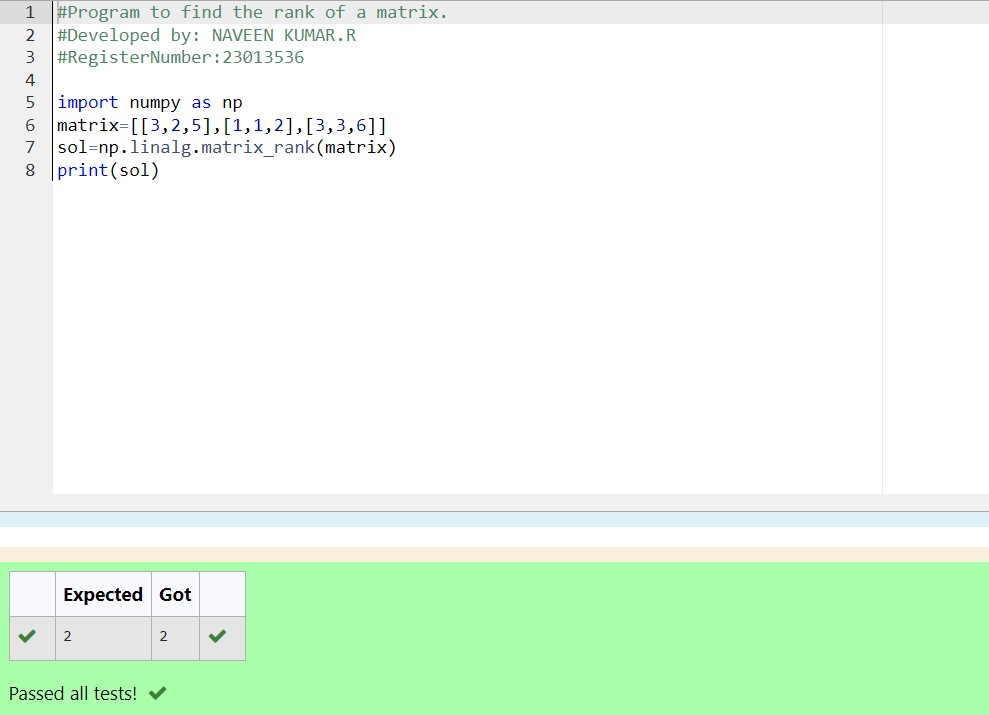 1 #Program to find the rank of a matrix.
2 #Developed by: NAVEEN KUMAR.R
3 #RegisterNumber:23013536
4
5 import numpy as np
6 matrix=[[3,2,5],[1,1,2],[3,3,6]]
7 sol=np.linalg.matrix_rank(matrix)
8 print(sol)
Expected Got
2 2
Passed all tests!